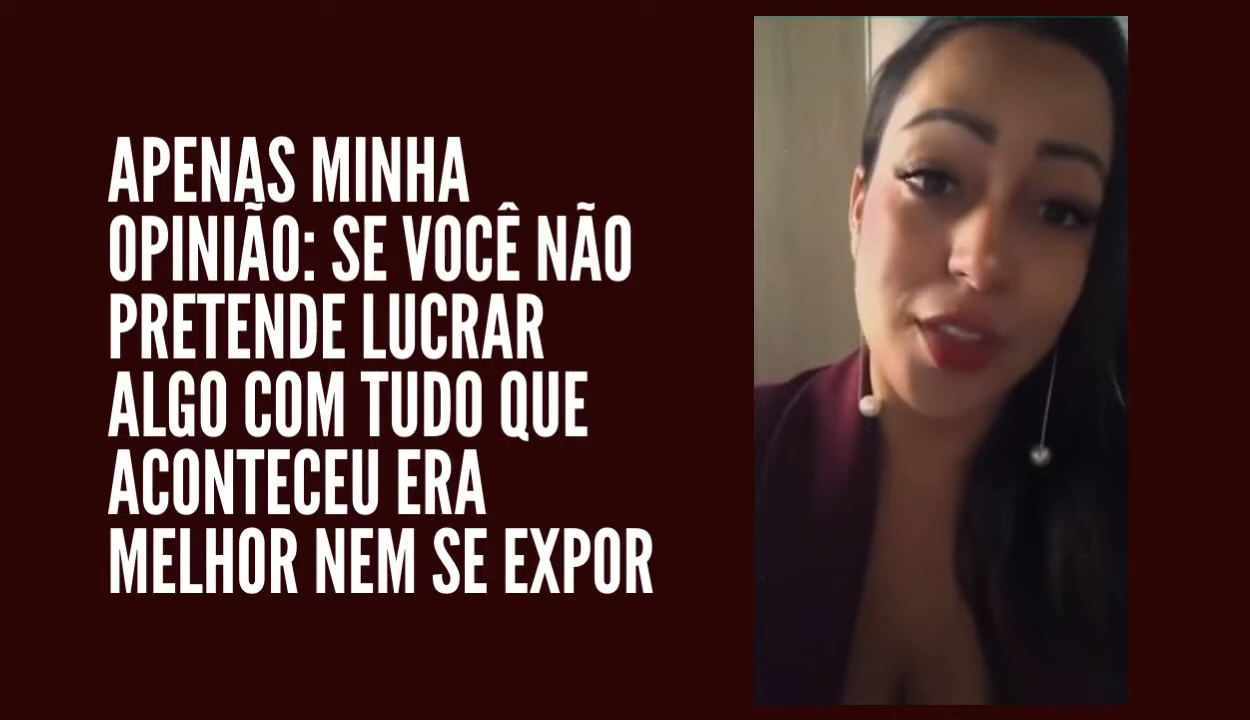 APENAS MINHA
OPINIÃO: SE VOCÊ NÃO
PRETENDE LUCRAR
ALGO COM TUDO QUE
ACONTECEU ERA
MELHOR NEM SE EXPOR